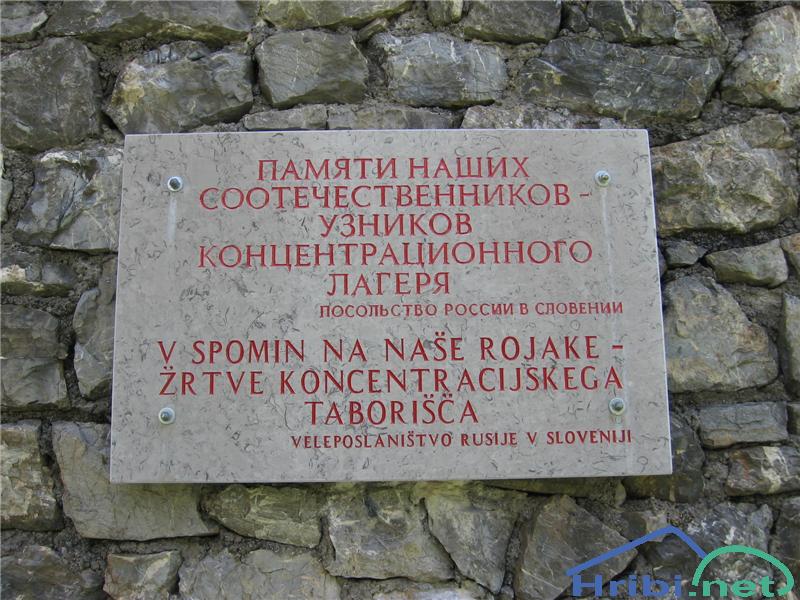 ПАМЯТИ НАШИХ
СООТЕЧЕСТВЕННИКОВ -
УЗНИКОВ
КОНЦЕНТРАЦИОННОГО
ЛАГЕРЯ
ПОСОЛЬСТВО РОССИИ В СЛОВЕНИИ
V SPOMIN NA NAŠE ROJAKE -
ŽRTVE KONCENTRACIJSKEGA
TABORIŠČA
VELEPOSLANIŠTVO RUSIJE V SLOVENIJI
Hribi.net